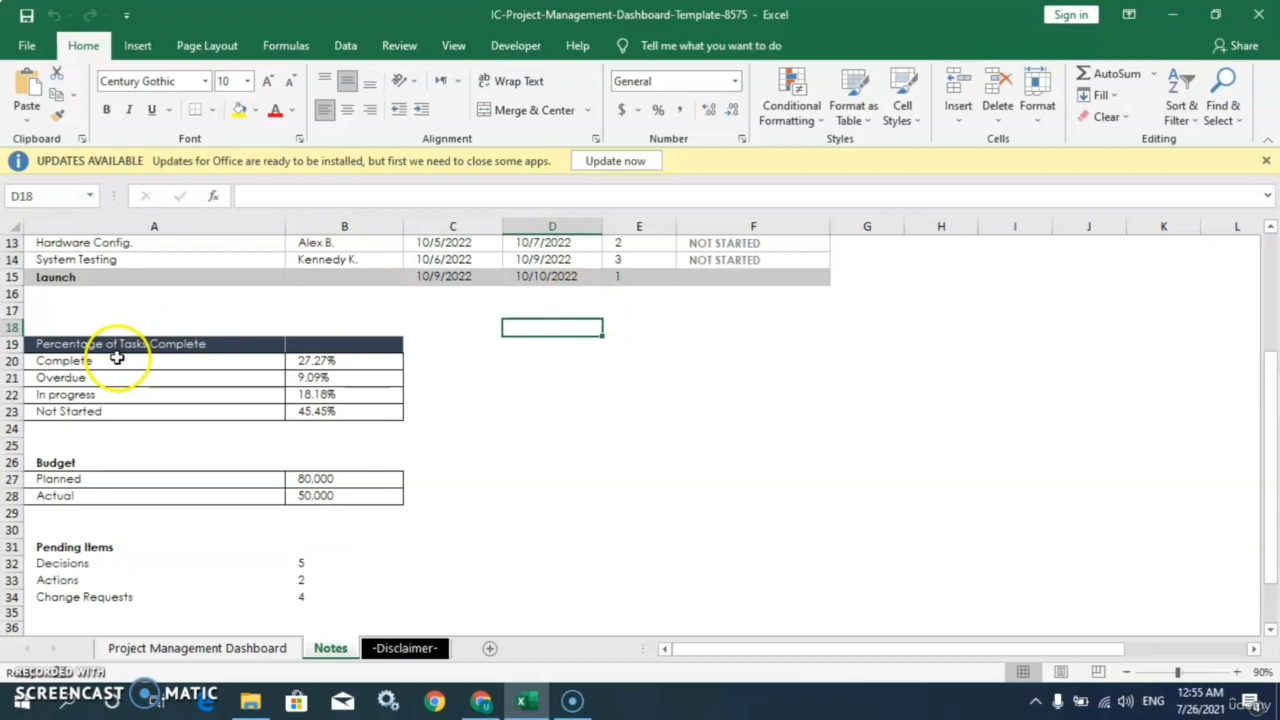 IC-Project-Management-Dashboard-Template-8575 - Excel
Sign in
File Home Insert Page Layout Formulas Data Review View Developer Help Tell me what you want to do Share
Century Gothic 10 Wrap Text General AutoSum
Paste B I U Merge & Center $ % , Conditional Formatting Format as Table Cell Styles Insert Delete Format Fill Clear Sort & Filter Find & Select
Clipboard Font Alignment Number Styles Cells Editing
UPDATES AVAILABLE Updates for Office are ready to be installed, but first we need to close some apps. Update now
D18 fx
A B C D E F G H I J K L
13 Hardware Config. Alex B. 10/5/2022 10/7/2022 2 NOT STARTED
14 System Testing Kennedy K. 10/6/2022 10/9/2022 3 NOT STARTED
15 Launch 10/9/2022 10/10/2022 1
16
17
18
19 Percentage of Tasks Complete
20 Complete 27.27%
21 Overdue 9.09%
22 In progress 18.18%
23 Not Started 45.45%
24
25
26 Budget
27 Planned 80,000
28 Actual 50,000
29
30
31 Pending Items
32 Decisions 5
33 Actions 2
34 Change Requests 4
35
36
Project Management Dashboard Notes -Disclaimer-
90%
RECORDED WITH
SCREENCAST MATIC
ENG 12:55 AM
7/26/2021
udemy